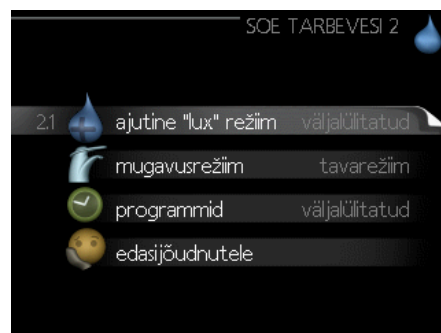 SOE TARBEVESI 2
2.1 ajutine "lux" režiim väljalülitatud
mugavusrežiim tavarežiim
programmid väljalülitatud
edasijõudnutele